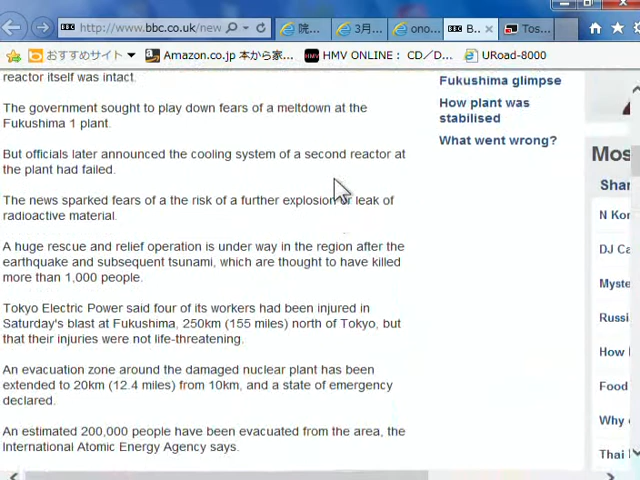 http://www.bbc.co.uk/new
院...
3月...
ono...
B...
Tos...
おすすめサイト
Amazon.co.jp 本から家...
HMV ONLINE： CD／D...
URoad-8000
reactor itself was intact.
The government sought to play down fears of a meltdown at the
Fukushima 1 plant.
But officials later announced the cooling system of a second reactor at
the plant had failed.
The news sparked fears of a the risk of a further explosion or leak of
radioactive material.
A huge rescue and relief operation is under way in the region after the
earthquake and subsequent tsunami, which are thought to have killed
more than 1,000 people.
Tokyo Electric Power said four of its workers had been injured in
Saturday's blast at Fukushima, 250km (155 miles) north of Tokyo, but
that their injuries were not life-threatening.
An evacuation zone around the damaged nuclear plant has been
extended to 20km (12.4 miles) from 10km, and a state of emergency
declared.
An estimated 200,000 people have been evacuated from the area, the
International Atomic Energy Agency says.
Fukushima glimpse
How plant was
stabilised
What went wrong?
Mos
Shar
N Kor
DJ Ca
Myste
Russi
How I
Food
Why
Thai